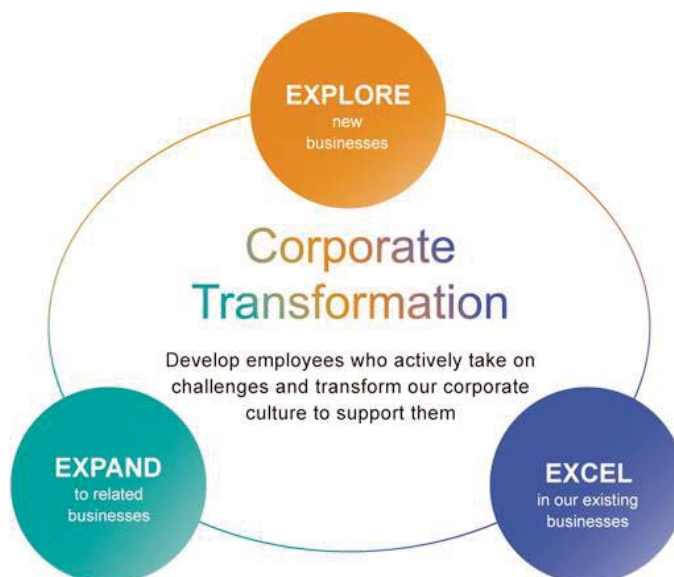 EXPLORE
new
businesses
Corporate
Transformation
Develop employees who actively take on
challenges and transform our corporate
culture to support them
EXPAND
to related
businesses
EXCEL
in our existing
businesses